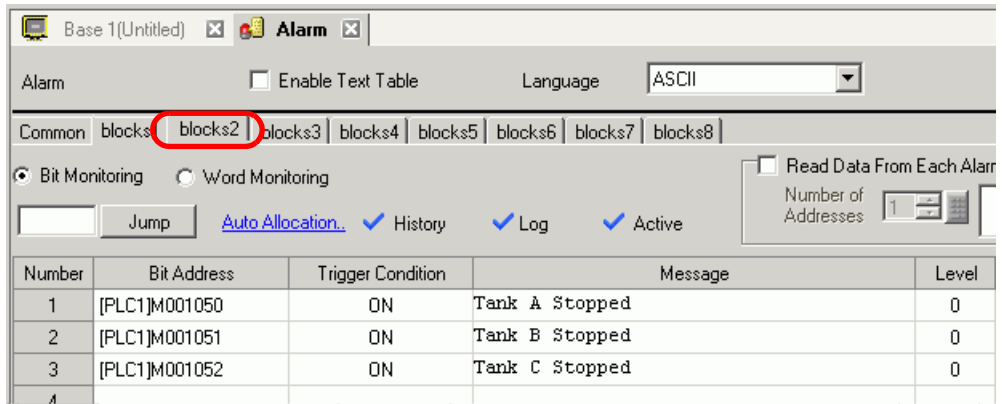 Base 1(Untitled) Alarm
Alarm Enable Text Table Language ASCII
Common blocks blocks2 blocks3 blocks4 blocks5 blocks6 blocks7 blocks8
Bit Monitoring Word Monitoring Read Data From Each Alarm
Number of Addresses 1
Jump Auto Allocation.. History Log Active
Number Bit Address Trigger Condition Message Level
1 [PLC1]M001050 ON Tank A Stopped 0
2 [PLC1]M001051 ON Tank B Stopped 0
3 [PLC1]M001052 ON Tank C Stopped 0
4